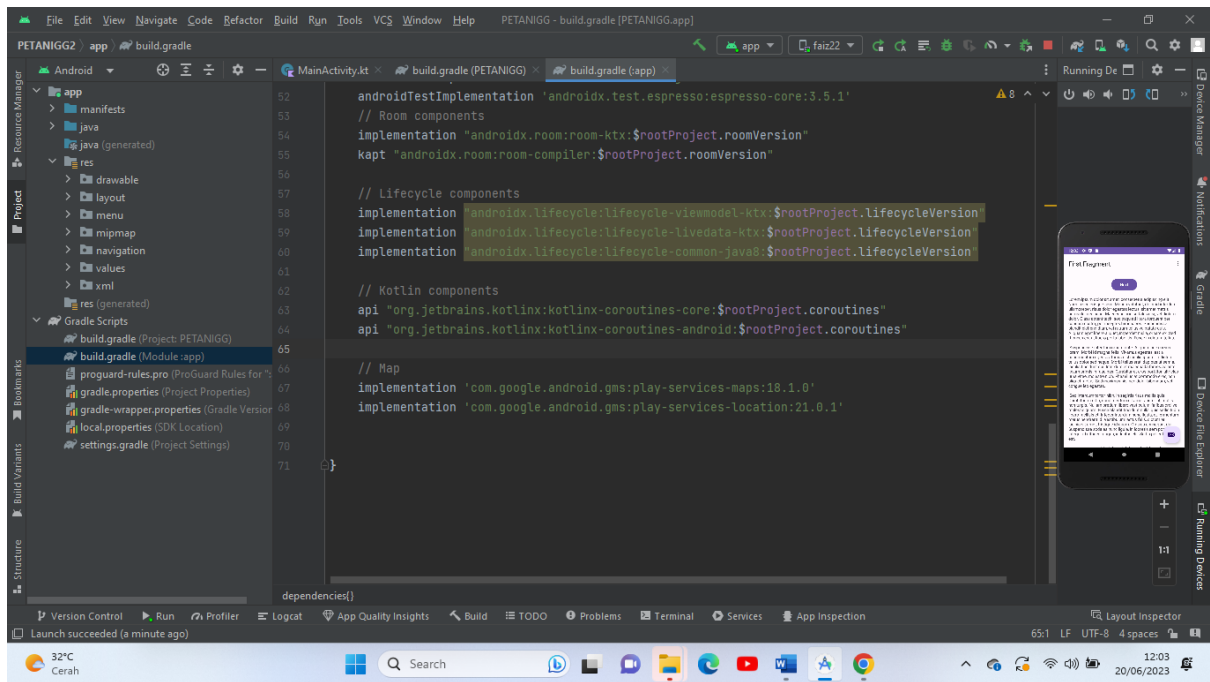 File Edit View Navigate Code Refactor Build Run Tools VCS Window Help PETANIGG - build.gradle [PETANIGG.app]
PETANIGG2 app build.gradle
app faiz22
Android
MainActivity.kt build.gradle (PETANIGG) build.gradle (:app)
Running De
Resource Manager
Project
Bookmarks
Build Variants
Structure
app
manifests
java
java (generated)
res
drawable
layout
menu
mipmap
navigation
values
xml
res (generated)
Gradle Scripts
build.gradle (Project: PETANIGG)
build.gradle (Module :app)
proguard-rules.pro (ProGuard Rules for ":
gradle.properties (Project Properties)
gradle-wrapper.properties (Gradle Version
local.properties (SDK Location)
settings.gradle (Project Settings)
8
52 androidTestImplementation 'androidx.test.espresso:espresso-core:3.5.1'
53 // Room components
54 implementation "androidx.room:room-ktx:$rootProject.roomVersion"
55 kapt "androidx.room:room-compiler:$rootProject.roomVersion"
56
57 // Lifecycle components
58 implementation "androidx.lifecycle:lifecycle-viewmodel-ktx:$rootProject.lifecycleVersion"
59 implementation "androidx.lifecycle:lifecycle-livedata-ktx:$rootProject.lifecycleVersion"
60 implementation "androidx.lifecycle:lifecycle-common-java8:$rootProject.lifecycleVersion"
61
62 // Kotlin components
63 api "org.jetbrains.kotlinx:kotlinx-coroutines-core:$rootProject.coroutines"
64 api "org.jetbrains.kotlinx:kotlinx-coroutines-android:$rootProject.coroutines"
65
66 // Map
67 implementation 'com.google.android.gms:play-services-maps:18.1.0'
68 implementation 'com.google.android.gms:play-services-location:21.0.1'
69
70
71 }
dependencies{}
First Fragment
Next
1:1
Device Manager
Notifications
Gradle
Device File Explorer
Running Devices
Version Control Run Profiler Logcat App Quality Insights Build TODO Problems Terminal Services App Inspection Layout Inspector
Launch succeeded (a minute ago) 65:1 LF UTF-8 4 spaces
32°C
Cerah
Search
12:03
20/06/2023